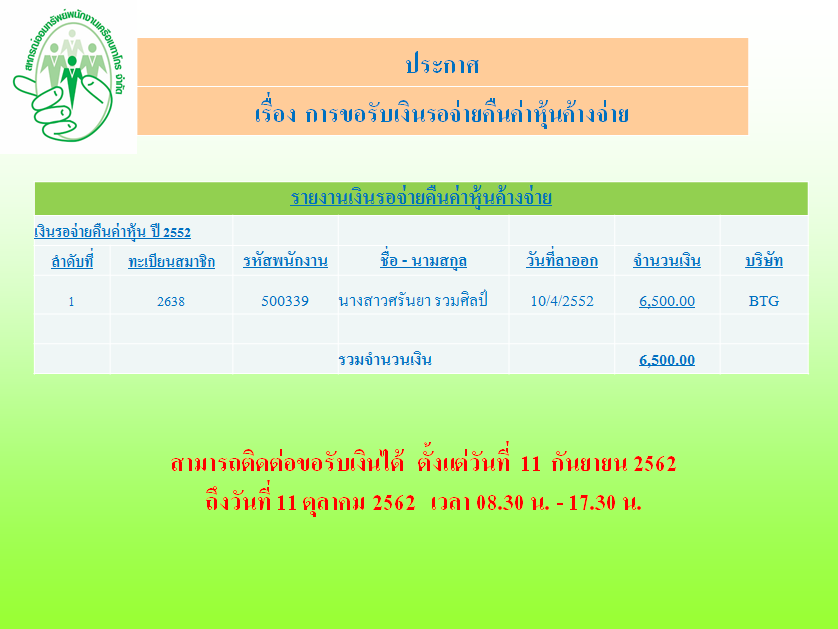 สหกรณ์ออมทรัพย์พนักงานเครือเบทาโกร จำกัด
ประกาศ
เรื่อง การขอรับเงินรอจ่ายคืนค่าหุ้นค้างจ่าย
รายงานเงินรอจ่ายคืนค่าหุ้นค้างจ่าย
เงินรอจ่ายคืนค่าหุ้น ปี 2552
ลำดับที่ ทะเบียนสมาชิก รหัสพนักงาน ชื่อ - นามสกุล วันที่ลาออก จำนวนเงิน บริษัท
1 2638 500339 นางสาวศรันยา รวมศิลป์ 10/4/2552 6,500.00 BTG
รวมจำนวนเงิน 6,500.00
สามารถติดต่อขอรับเงินได้ ตั้งแต่วันที่ 11 กันยายน 2562
ถึงวันที่ 11 ตุลาคม 2562 เวลา 08.30 น. - 17.30 น.